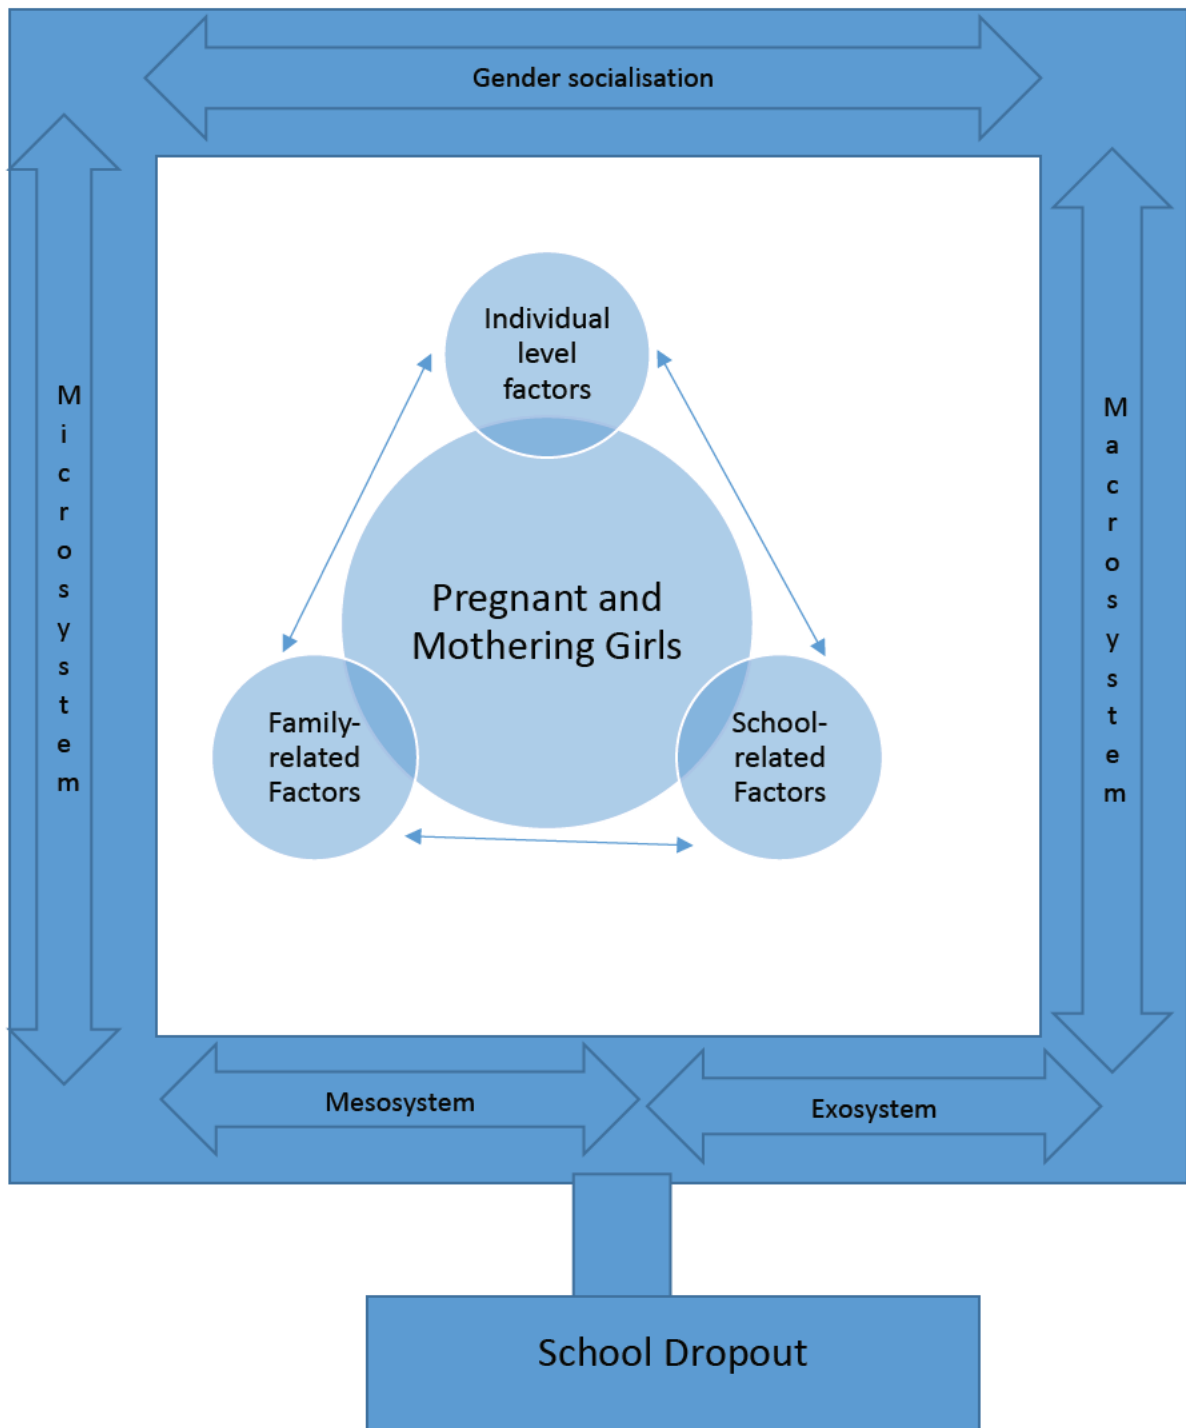 Gender socialisation
Microsystem
Macrosystem
Individual
level
factors
Pregnant and
Mothering Girls
Family-
related
Factors
School-
related
Factors
Mesosystem
Exosystem
School Dropout